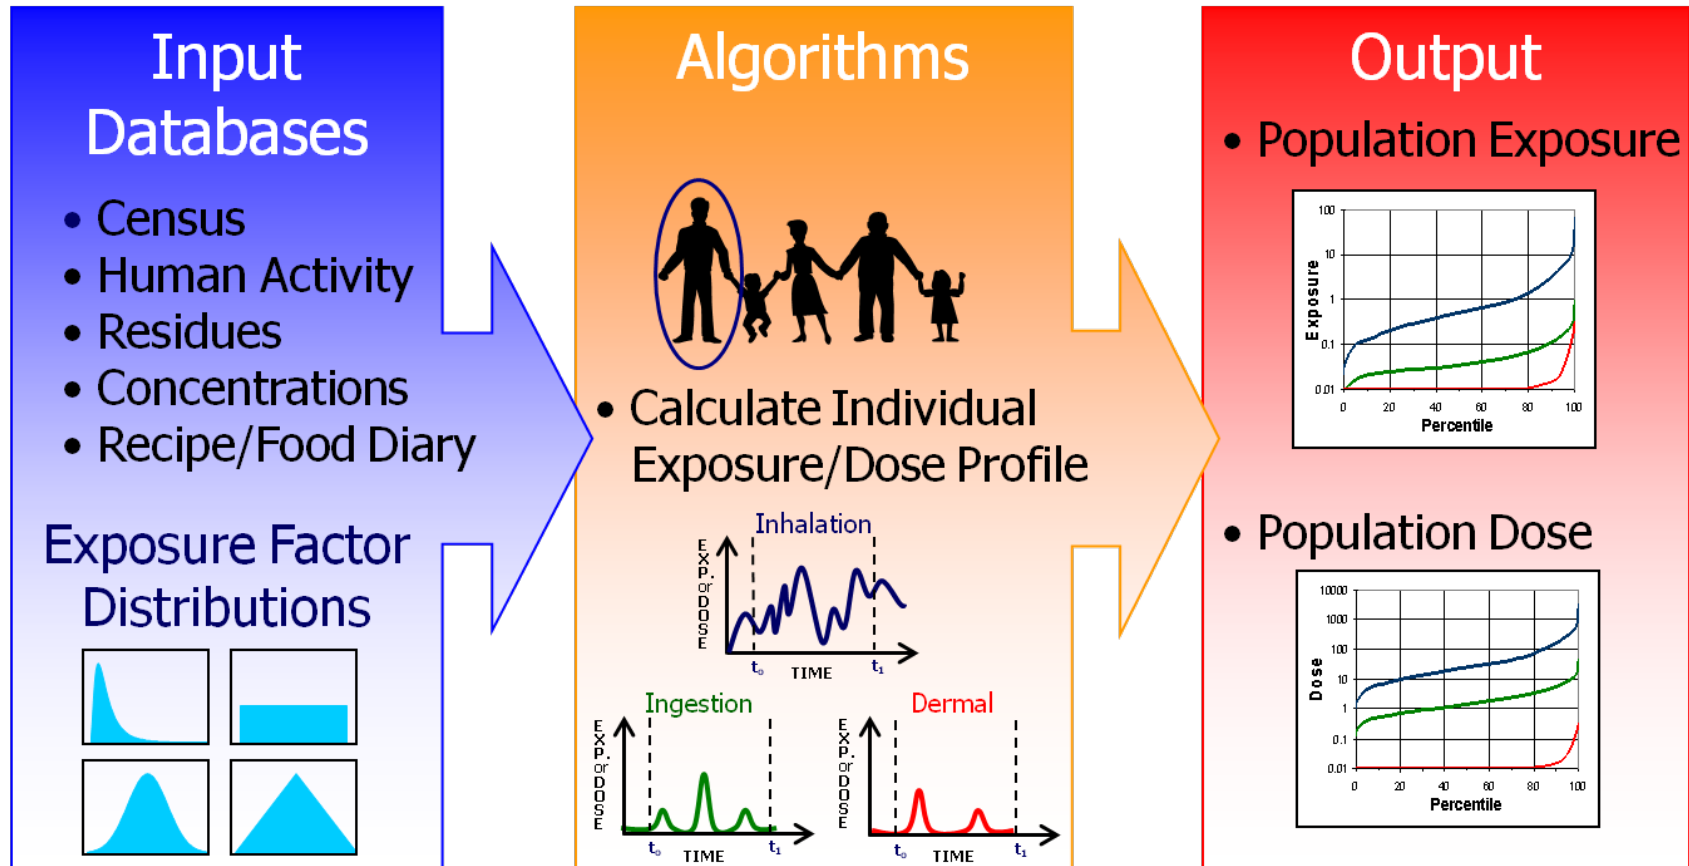 Input
Databases
• Census
• Human Activity
• Residues
• Concentrations
• Recipe/Food Diary
Exposure Factor
Distributions
Algorithms
• Calculate Individual
Exposure/Dose Profile
Inhalation
EXP. or DOSE
t₀
TIME
t₁
Ingestion
EXP. or DOSE
t₀
TIME
t₁
Dermal
EXP. or DOSE
t₀
TIME
t₁
Output
• Population Exposure
Exposure
100
10
1
0.1
0.01
0 20 40 60 80 100
Percentile
• Population Dose
Dose
10000
1000
100
10
1
0.1
0.01
0 20 40 60 80 100
Percentile